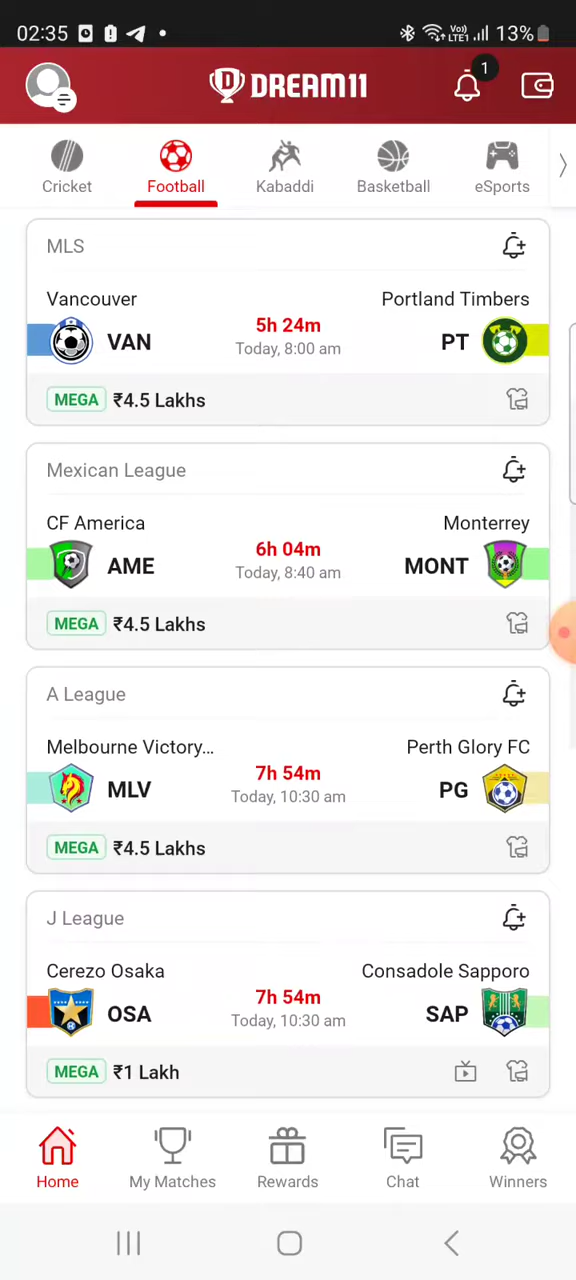 02:35
Vo)) LTE1 13%
DREAM11
1
Cricket Football Kabaddi Basketball eSports
MLS
Vancouver Portland Timbers
VAN 5h 24m PT
Today, 8:00 am
MEGA ₹4.5 Lakhs
Mexican League
CF America Monterrey
AME 6h 04m MONT
Today, 8:40 am
MEGA ₹4.5 Lakhs
A League
Melbourne Victory... Perth Glory FC
MLV 7h 54m PG
Today, 10:30 am
MEGA ₹4.5 Lakhs
J League
Cerezo Osaka Consadole Sapporo
OSA 7h 54m SAP
Today, 10:30 am
MEGA ₹1 Lakh
Home My Matches Rewards Chat Winners